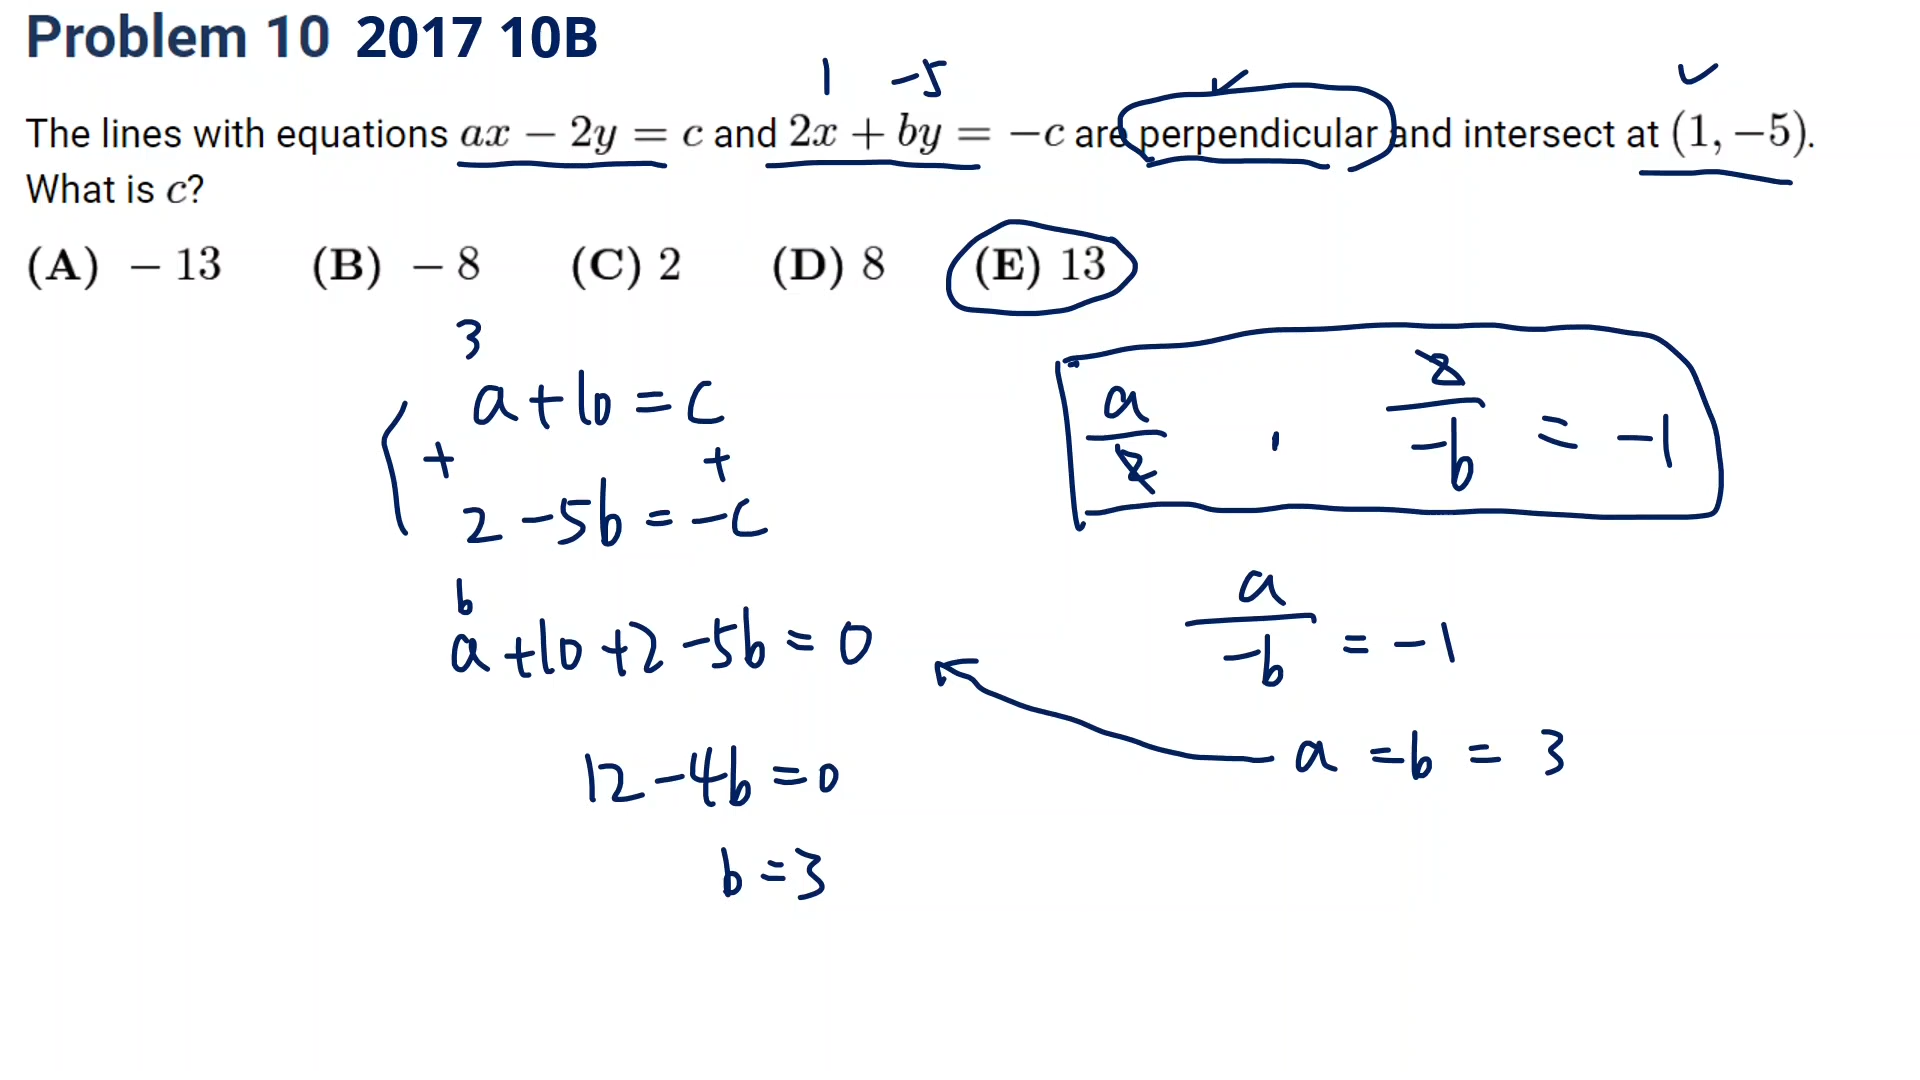 Problem 10 2017 10B
1 -5
The lines with equations ax − 2y = c and 2x + by = −c are perpendicular and intersect at (1, −5).
What is c?
(A) − 13 (B) − 8 (C) 2 (D) 8 (E) 13
3
a + 10 = c
+ +
2 - 5b = -c
a/2 · 2/-b = -1
b
a + 10 + 2 - 5b = 0
a/-b = -1
12 - 4b = 0
a = b = 3
b = 3